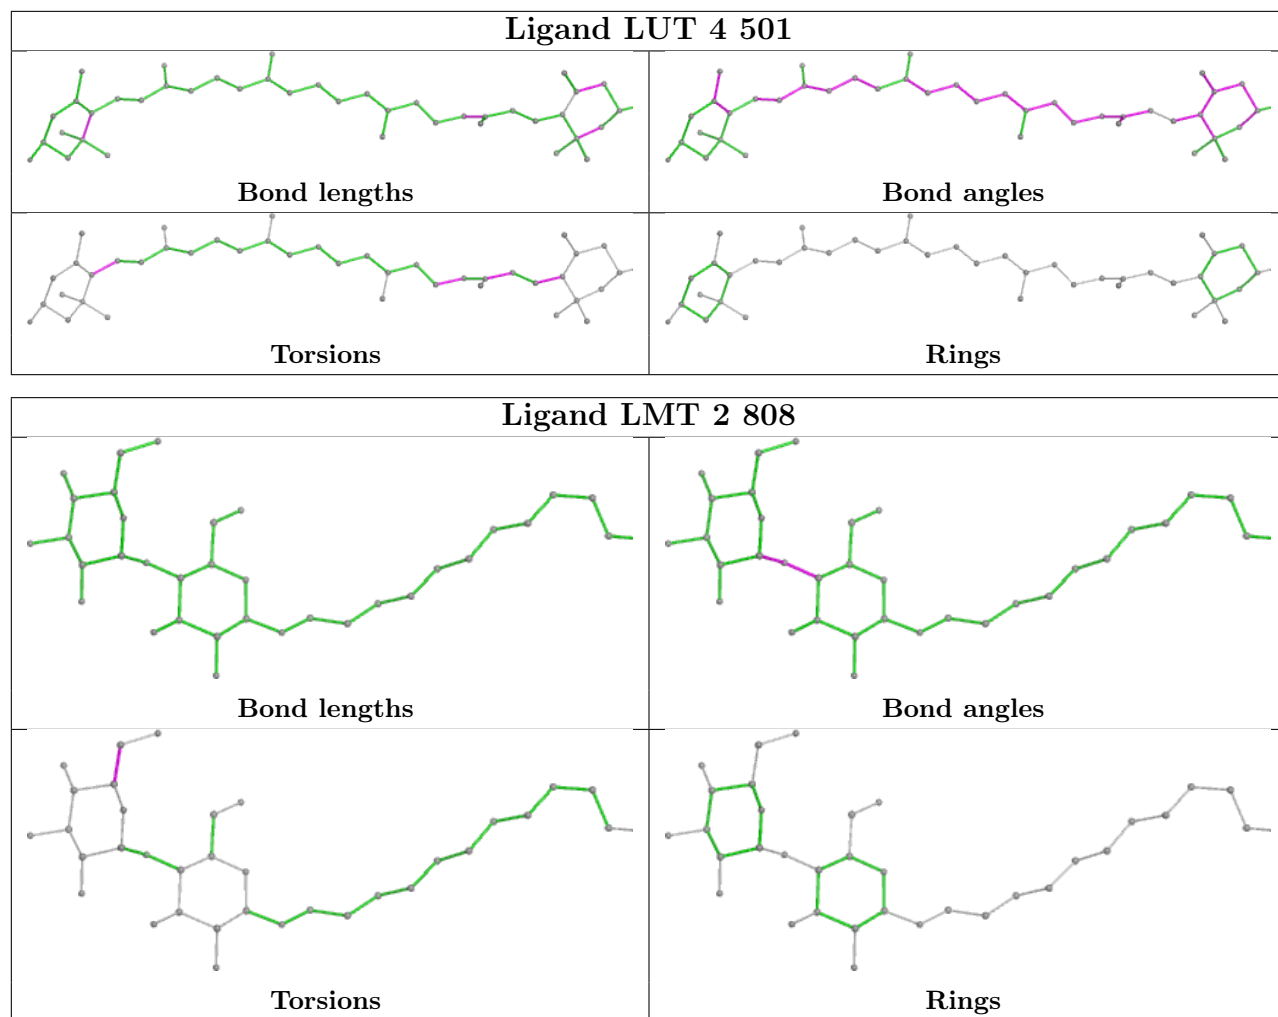 Ligand LUT 4 501
Bond lengths
Bond angles
Torsions
Rings
Ligand LMT 2 808
Bond lengths
Bond angles
Torsions
Rings